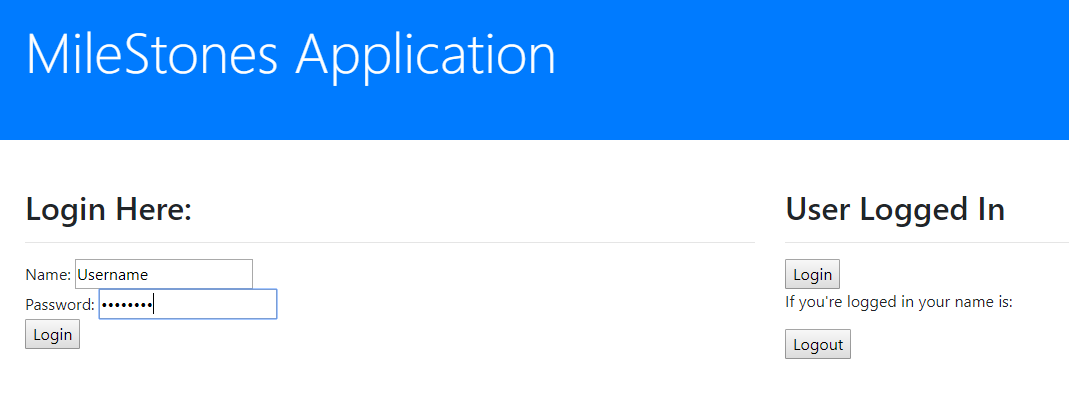 MileStones Application
Login Here:
Name: Username
Password: ••••••••
Login
User Logged In
Login
If you're logged in your name is:
Logout